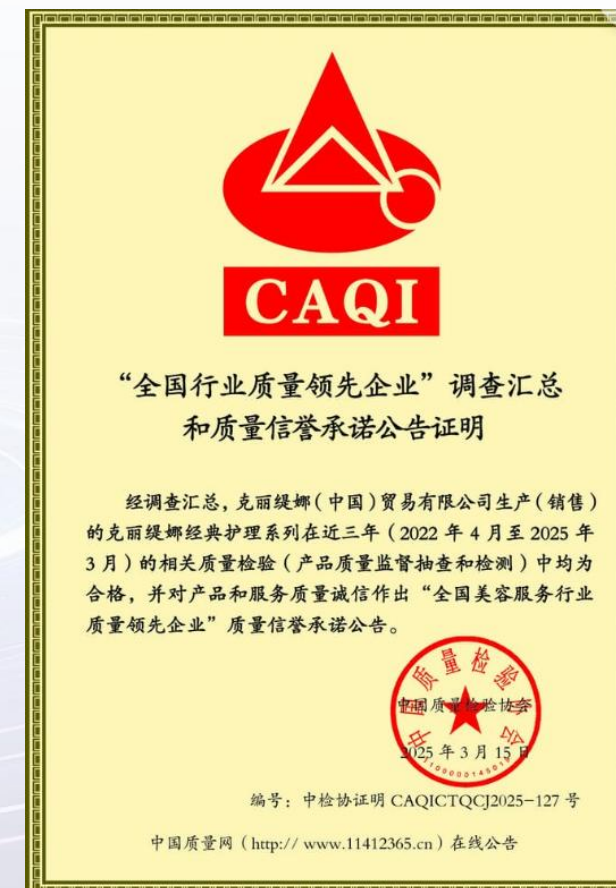 CAQI
“全国行业质量领先企业”调查汇总
和质量信誉承诺公告证明
经调查汇总，克丽缇娜（中国）贸易有限公司生产（销售）
的克丽缇娜经典护理系列在近三年（2022 年 4 月至 2025 年
3 月）的相关质量检验（产品质量监督抽查和检测）中均为
合格，并对产品和服务质量诚信作出“全国美容服务行业
质量领先企业”质量信誉承诺公告。
中国质量检验协会
中国质量检验协会
2025 年 3 月 15 日
编号：中检协证明 CAQICTQCJ2025-127 号
中国质量网（http:// www.11412365.cn）在线公告